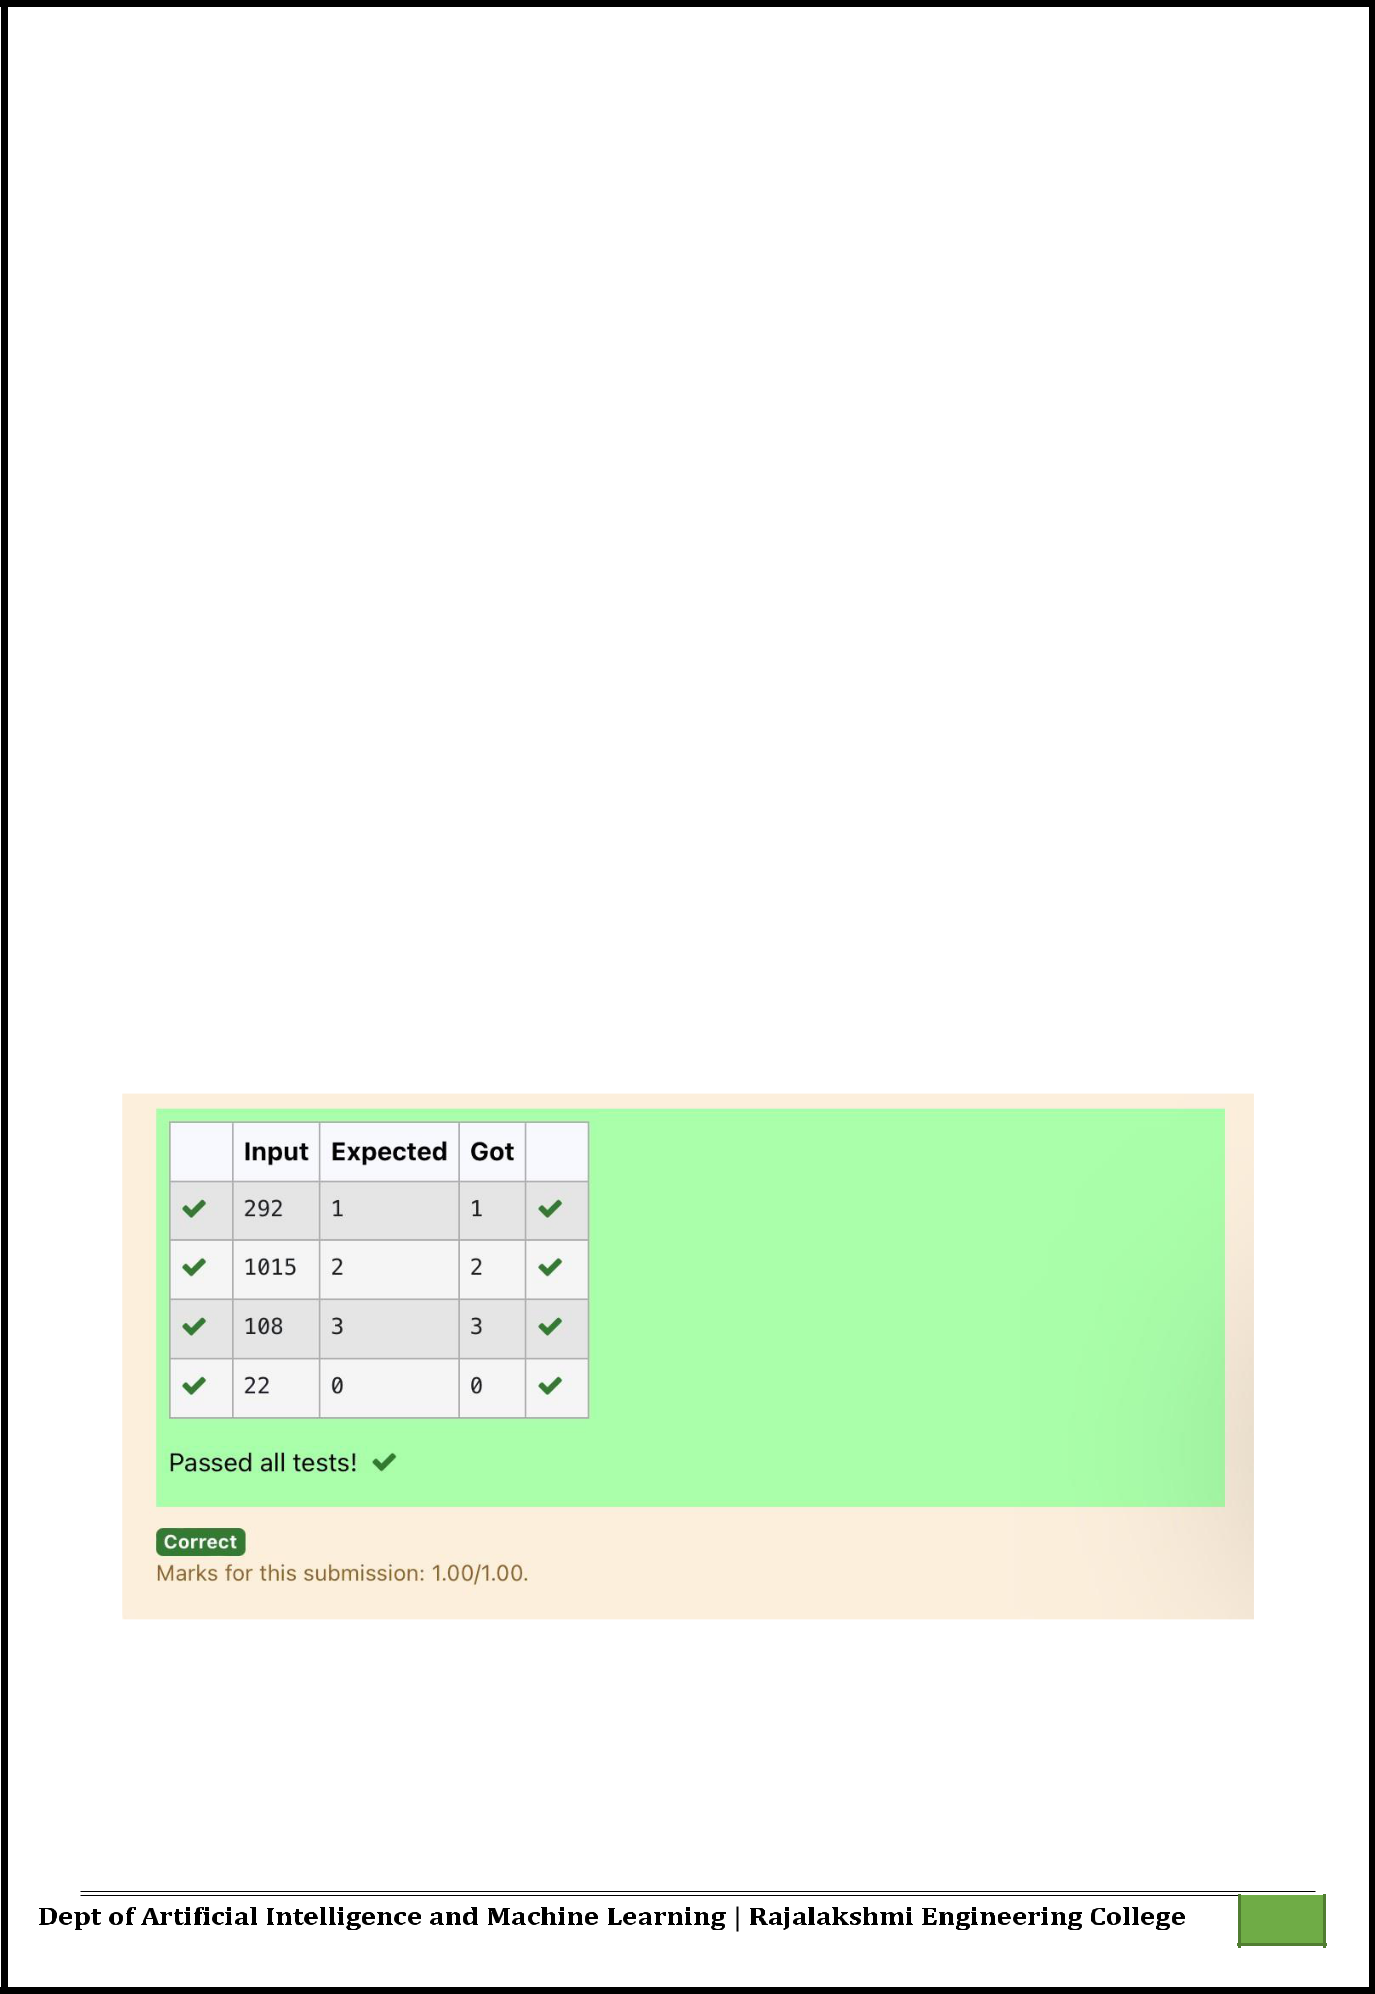 Input Expected Got
292 1 1
1015 2 2
108 3 3
22 0 0
Passed all tests!
Correct
Marks for this submission: 1.00/1.00.
Dept of Artificial Intelligence and Machine Learning | Rajalakshmi Engineering College